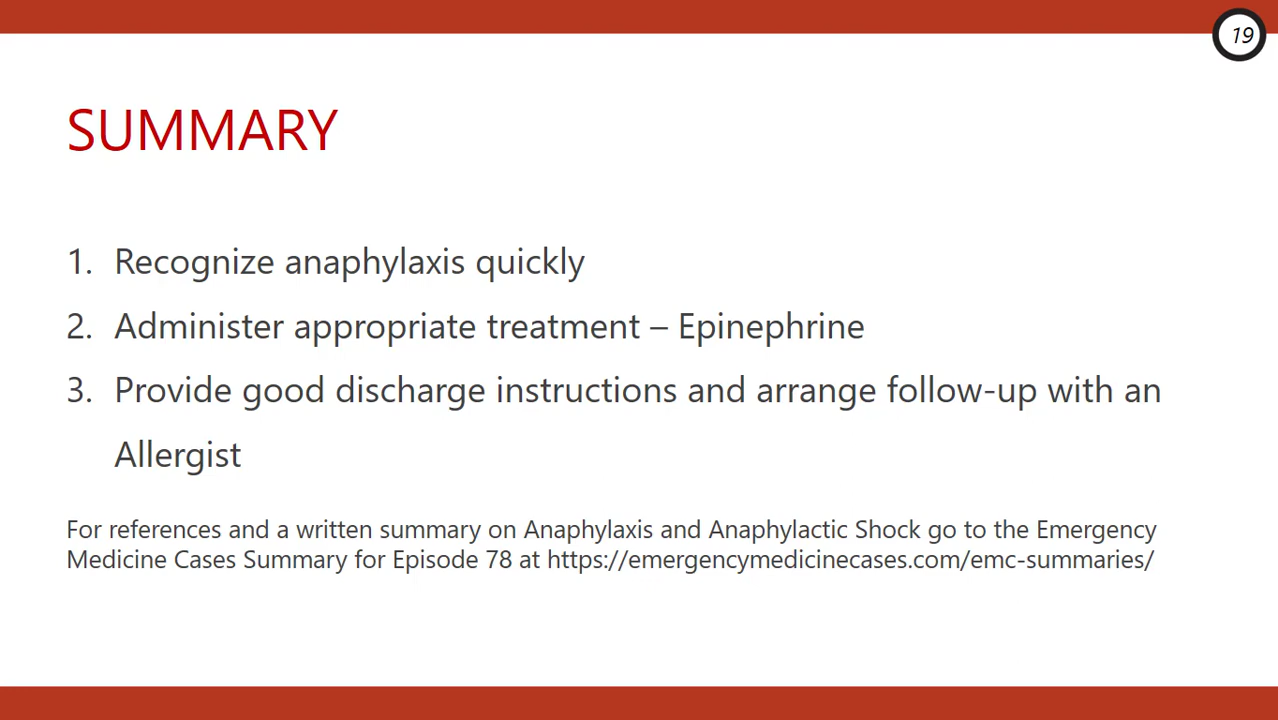 19
SUMMARY
1. Recognize anaphylaxis quickly
2. Administer appropriate treatment – Epinephrine
3. Provide good discharge instructions and arrange follow-up with an
Allergist
For references and a written summary on Anaphylaxis and Anaphylactic Shock go to the Emergency
Medicine Cases Summary for Episode 78 at https://emergencymedicinecases.com/emc-summaries/